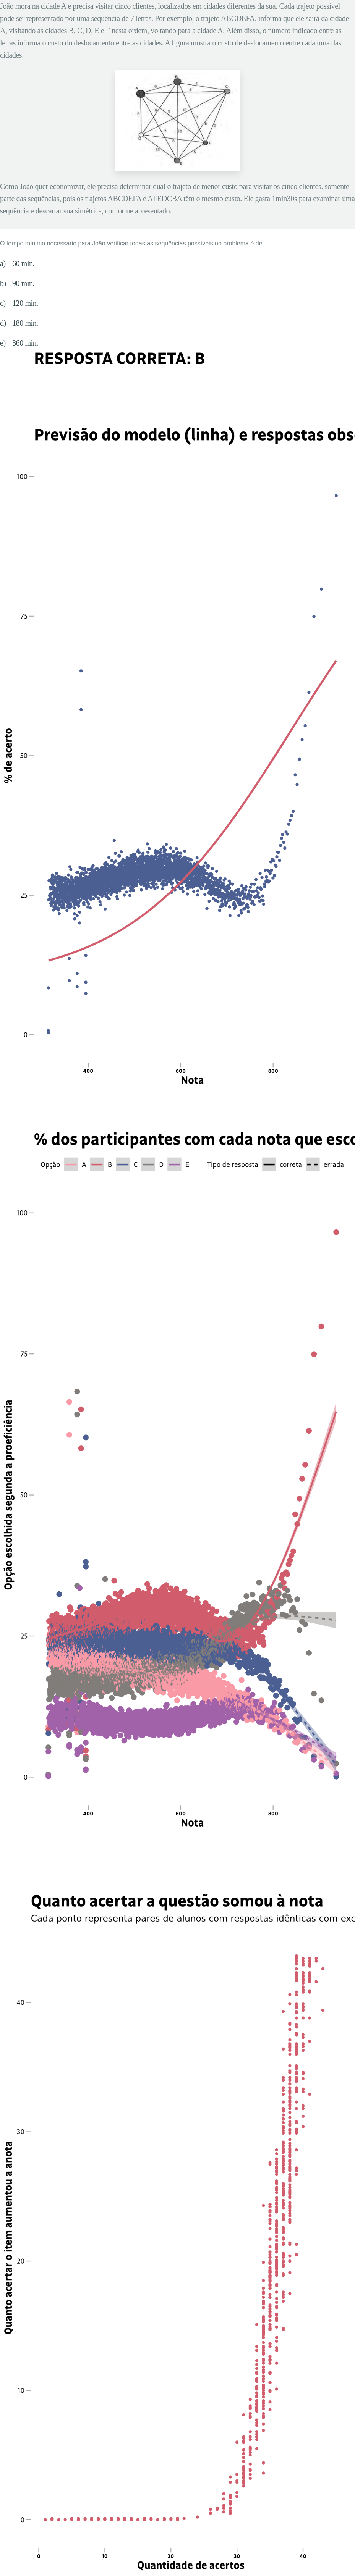 João mora na cidade A e precisa visitar cinco clientes, localizados em cidades diferentes da sua. Cada trajeto possível
pode ser representado por uma sequência de 7 letras. Por exemplo, o trajeto ABCDEFA, informa que ele sairá da cidade
A, visitando as cidades B, C, D, E e F nesta ordem, voltando para a cidade A. Além disso, o número indicado entre as
letras informa o custo do deslocamento entre as cidades. A figura mostra o custo de deslocamento entre cada uma das
cidades.
Como João quer economizar, ele precisa determinar qual o trajeto de menor custo para visitar os cinco clientes. somente
parte das sequências, pois os trajetos ABCDEFA e AFEDCBA têm o mesmo custo. Ele gasta 1min30s para examinar uma
sequência e descartar sua simétrica, conforme apresentado.
O tempo mínimo necessário para João verificar todas as sequências possíveis no problema é de
a) 60 min.
b) 90 min.
c) 120 min.
d) 180 min.
e) 360 min.
RESPOSTA CORRETA: B
Previsão do modelo (linha) e respostas obs
100
75
50
25
0
% de acerto
400 600 800
Nota
% dos participantes com cada nota que esco
Opção A B C D E Tipo de resposta correta errada
100
75
50
25
0
Opção escolhida segunda a proeficiência
400 600 800
Nota
Quanto acertar a questão somou à nota
Cada ponto representa pares de alunos com respostas idênticas com exc
40
30
20
10
0
Quanto acertar o item aumentou a anota
0 10 20 30 40
Quantidade de acertos